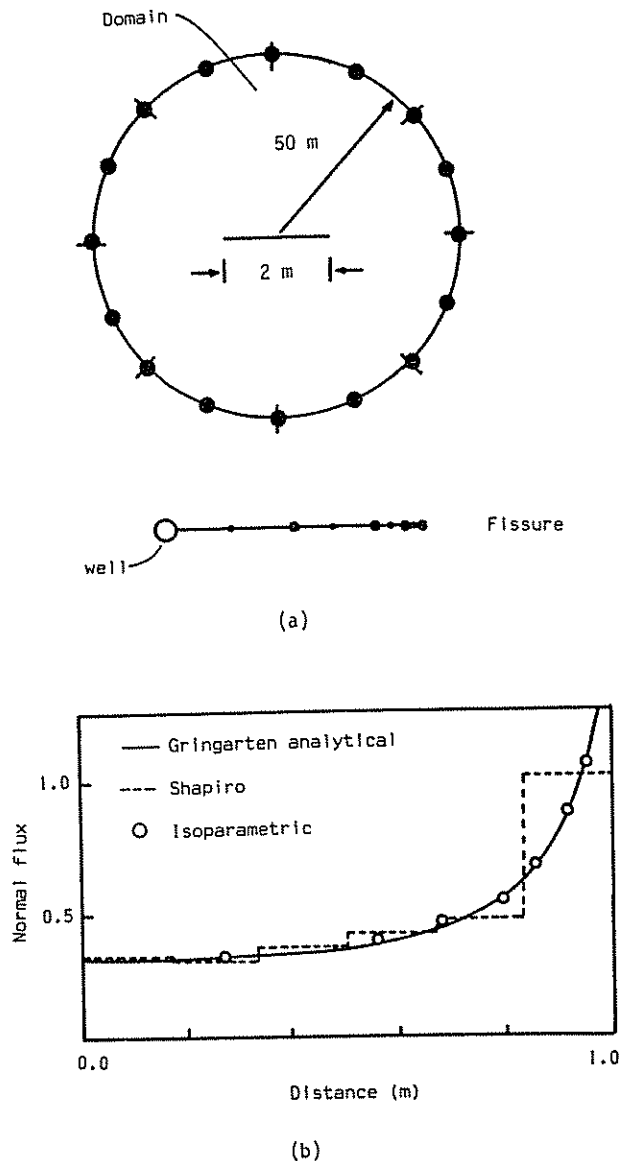 Domain
50 m
2 m
Fissure
well
(a)
Gringarten analytical
Shapiro
Isoparametric
1.0
0.5
Normal flux
0.0
1.0
Distance (m)
(b)